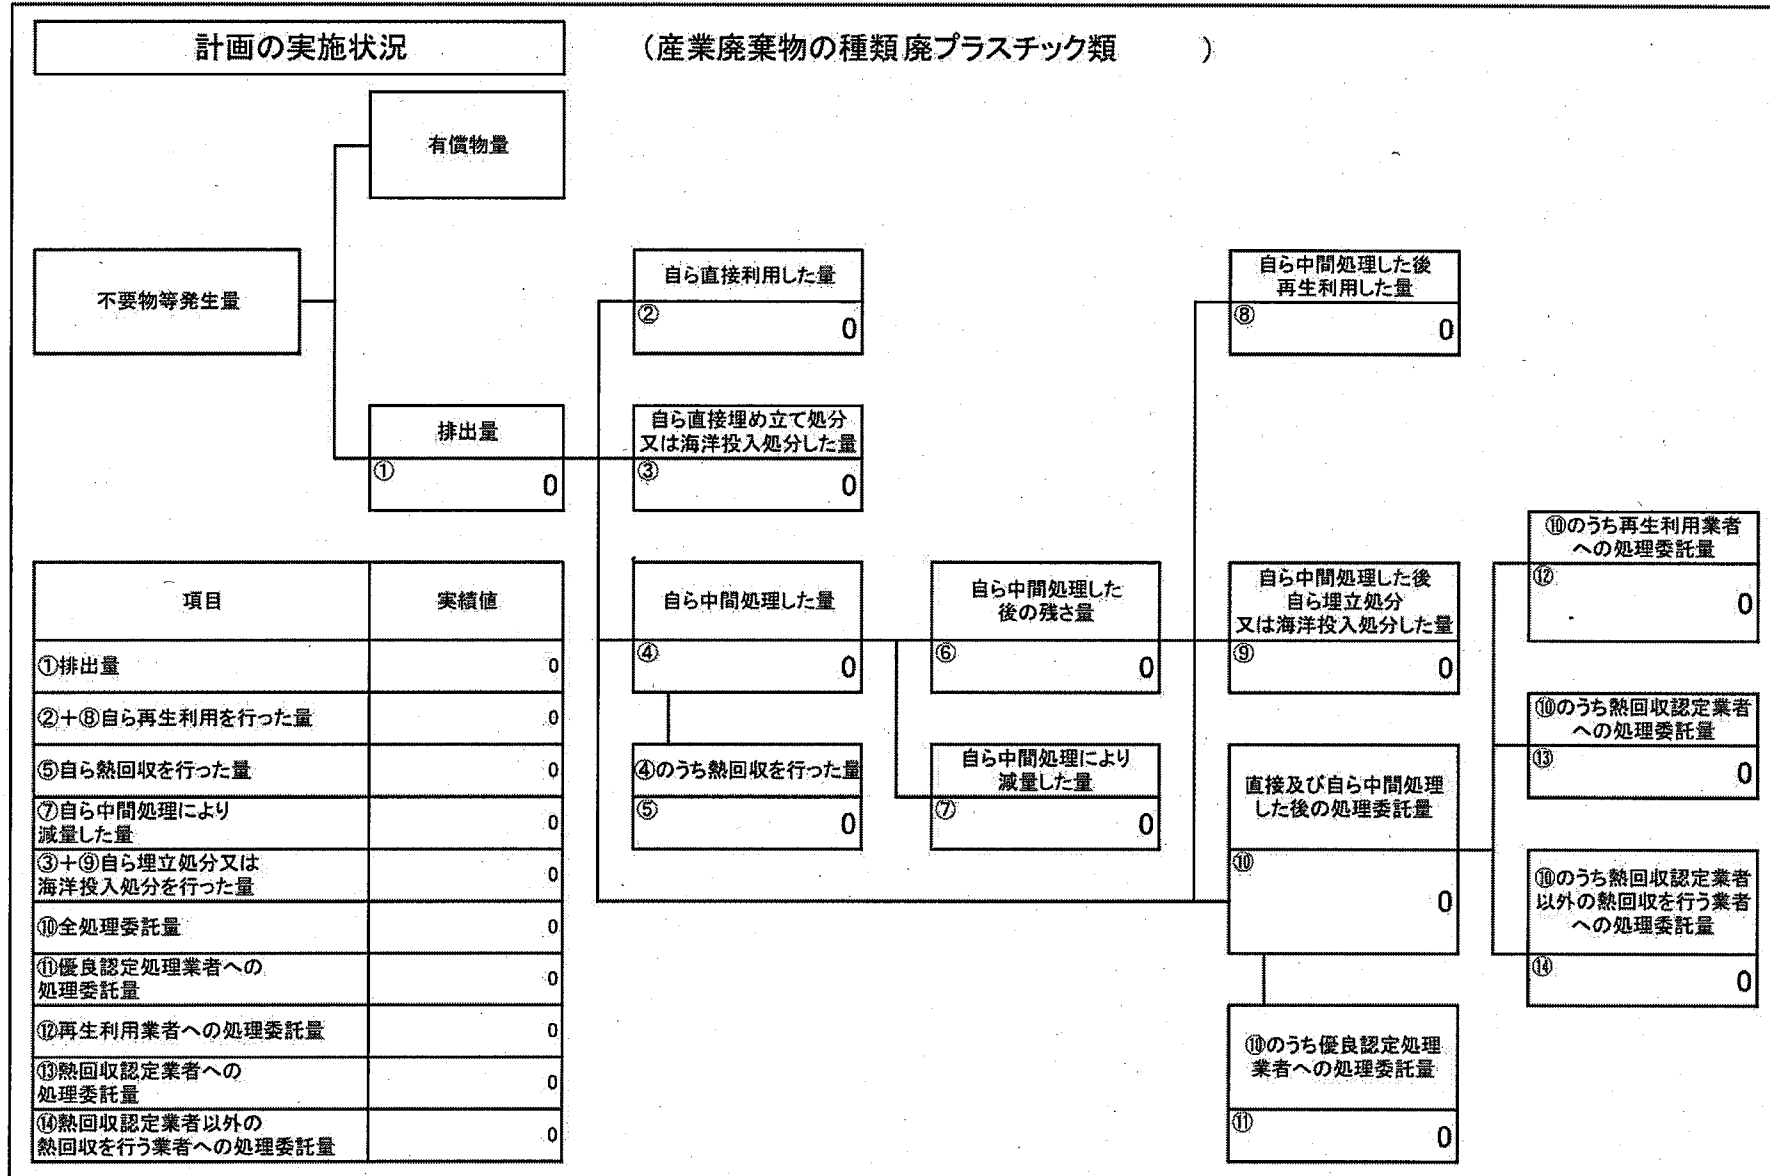 計画の実施状況
（産業廃棄物の種類 廃プラスチック類 ）
有償物量
不要物等発生量
自ら直接利用した量
② 0
自ら中間処理した後
再生利用した量
⑧ 0
排出量
① 0
自ら直接埋め立て処分
又は海洋投入処分した量
③ 0
自ら中間処理した量
④ 0
自ら中間処理した
後の残さ量
⑥ 0
自ら中間処理した後
自ら埋立処分
又は海洋投入処分した量
⑨ 0
⑩のうち再生利用業者
への処理委託量
⑫ 0
④のうち熱回収を行った量
⑤ 0
自ら中間処理により
減量した量
⑦ 0
直接及び自ら中間処理
した後の処理委託量
⑩ 0
⑩のうち熱回収認定業者
への処理委託量
⑬ 0
⑩のうち熱回収認定業者
以外の熱回収を行う業者
への処理委託量
⑭ 0
⑩のうち優良認定処理
業者への処理委託量
⑪ 0
項目 実績値
①排出量 0
②＋⑧自ら再生利用を行った量 0
⑤自ら熱回収を行った量 0
⑦自ら中間処理により
減量した量 0
③＋⑨自ら埋立処分又は
海洋投入処分を行った量 0
⑩全処理委託量 0
⑪優良認定処理業者への
処理委託量 0
⑫再生利用業者への処理委託量 0
⑬熱回収認定業者への
処理委託量 0
⑭熱回収認定業者以外の
熱回収を行う業者への処理委託量 0